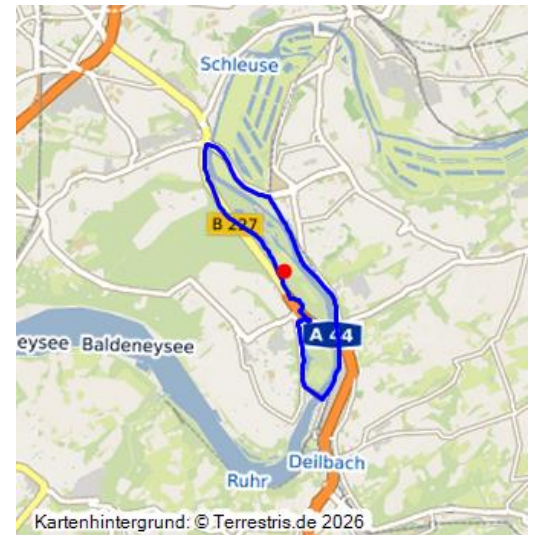 Schleuse
B 227
A 44
eysee Baldeneysee
Deilbach
Ruhr
Kartenhintergrund: © Terrestris.de 2026